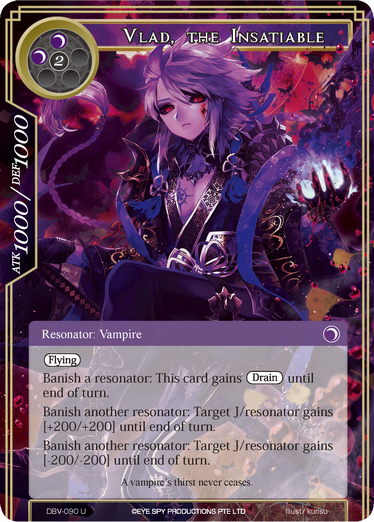 Vlad, the Insatiable
2
ATK 1000 / DEF 1000
Resonator: Vampire
Flying
Banish a resonator: This card gains Drain until
end of turn.
Banish another resonator: Target J/resonator gains
[+200/+200] until end of turn.
Banish another resonator: Target J/resonator gains
[-200/-200] until end of turn.
A vampire's thirst never ceases.
DBV-090 U ©EYE SPY PRODUCTIONS PTE LTD Illust/ kurisu